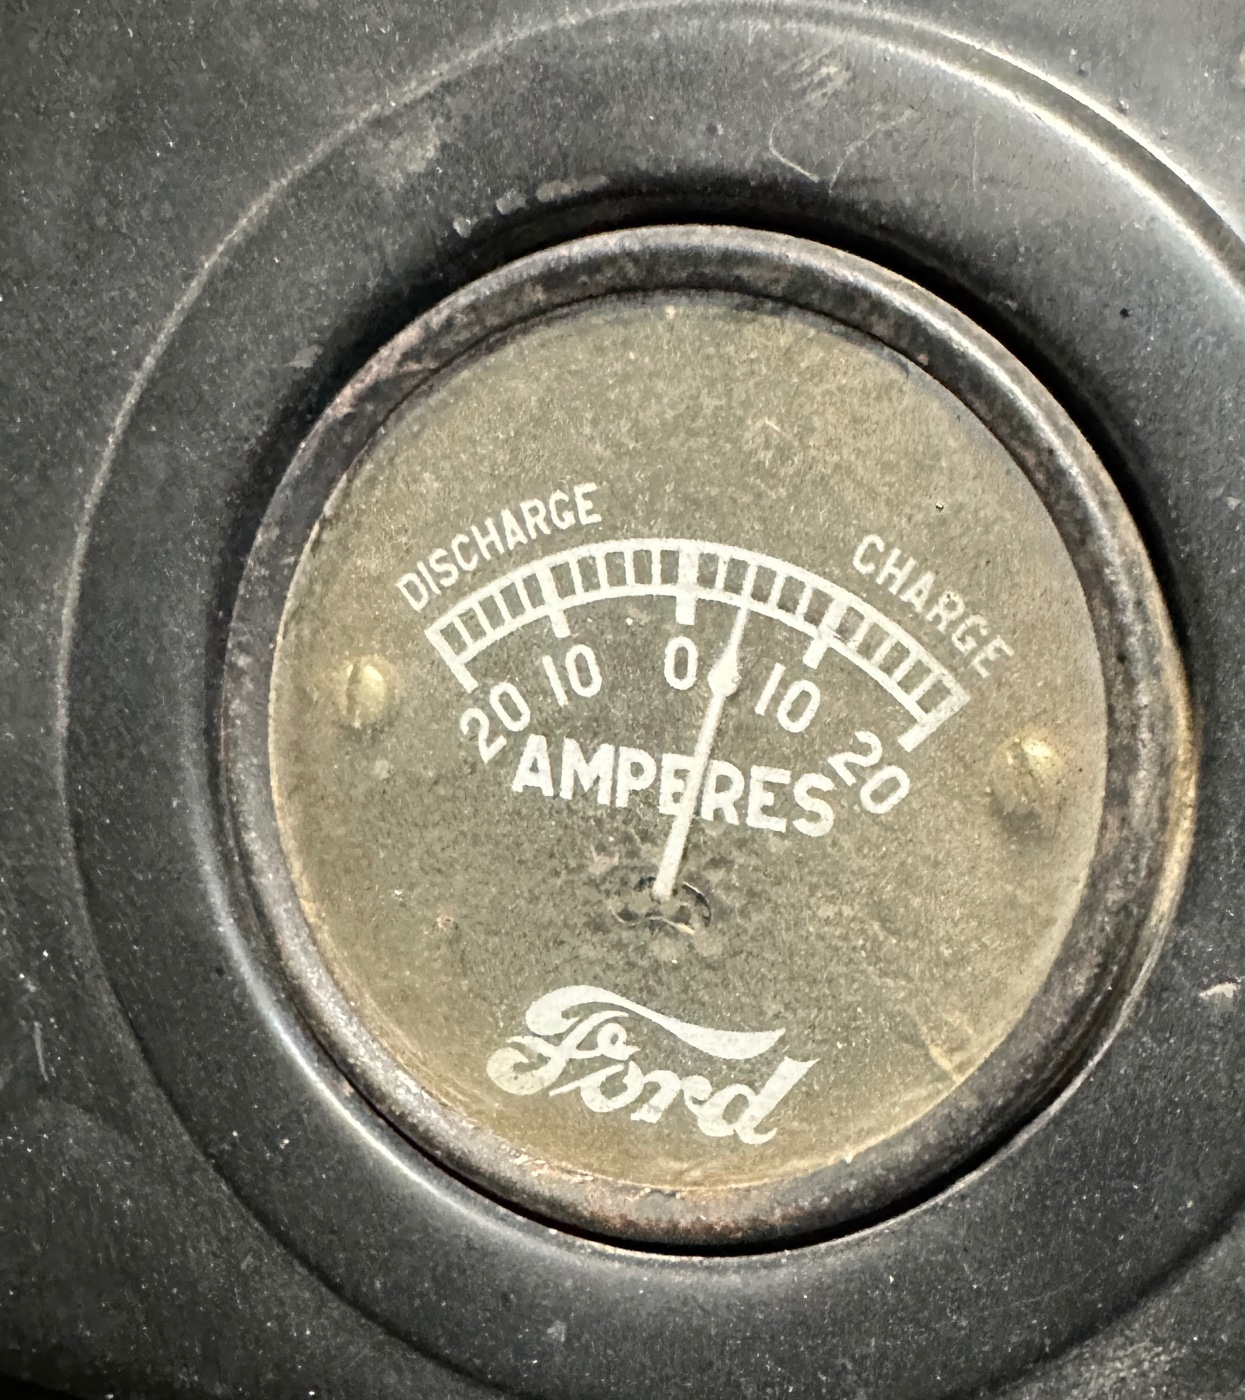 DISCHARGE CHARGE
20 10 0 10 20
AMPERES
Ford